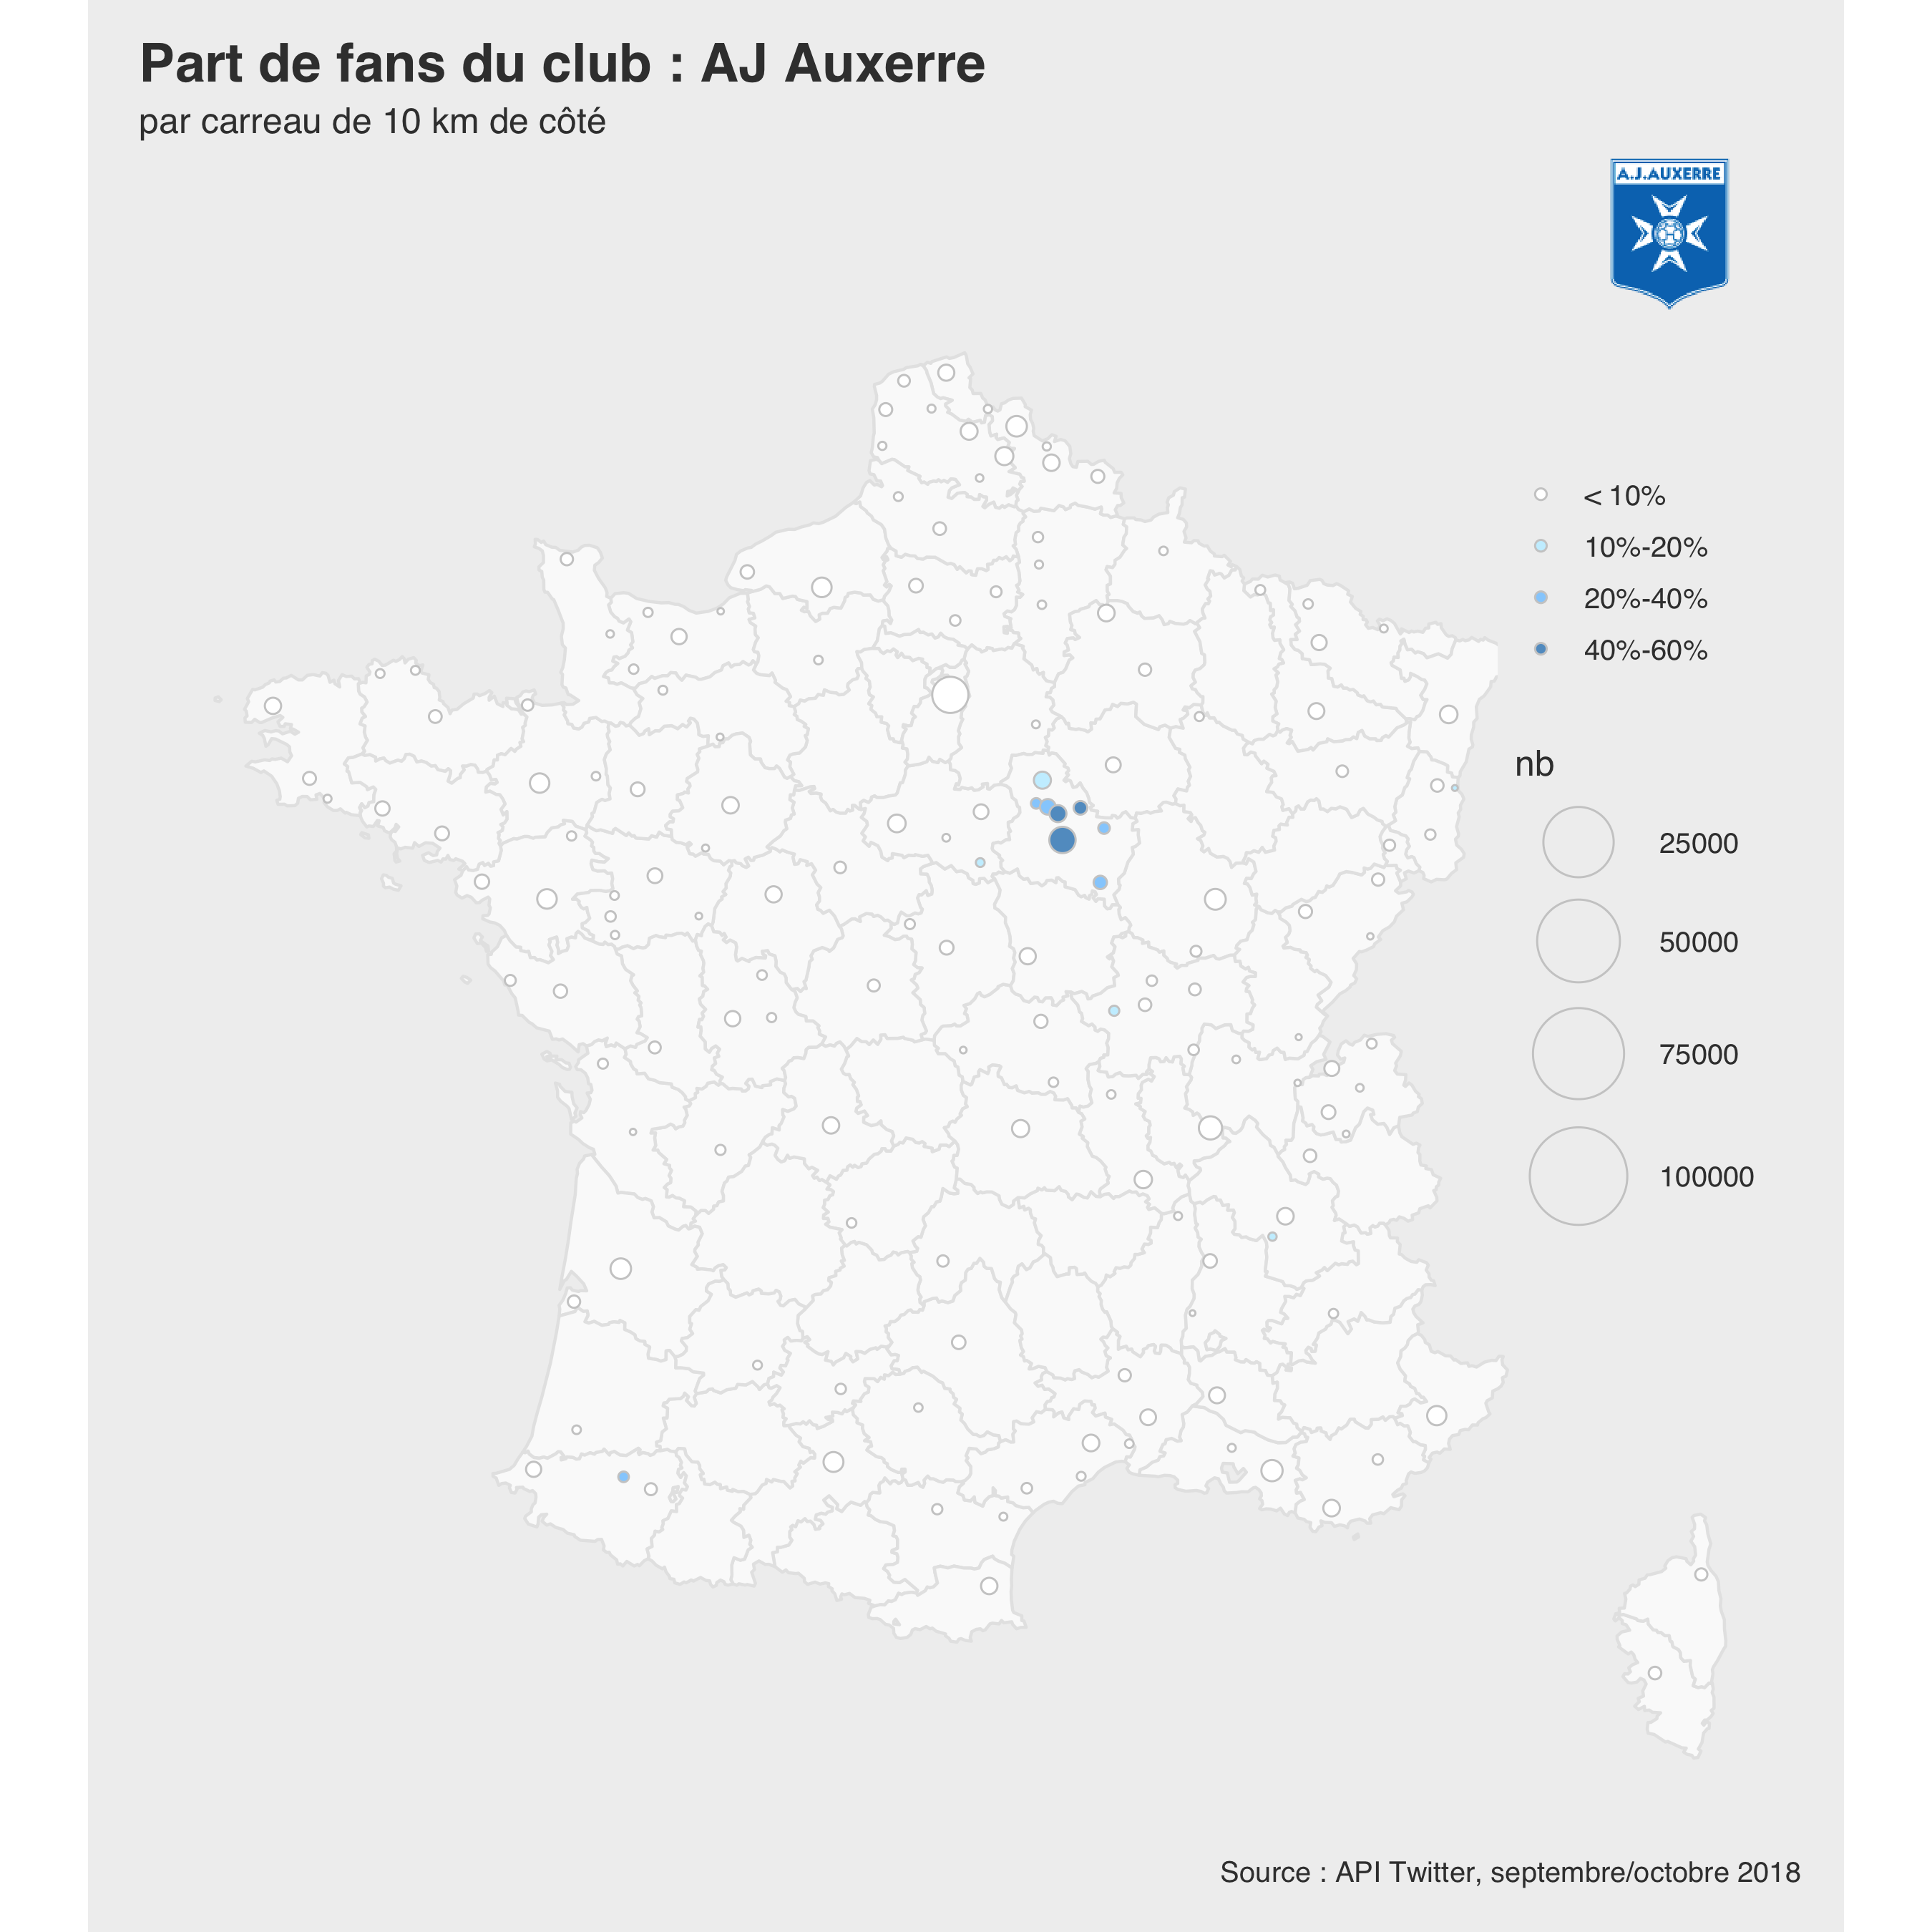 Part de fans du club : AJ Auxerre
par carreau de 10 km de côté
A.J.AUXERRE
< 10%
10%-20%
20%-40%
40%-60%
nb
25000
50000
75000
100000
Source : API Twitter, septembre/octobre 2018